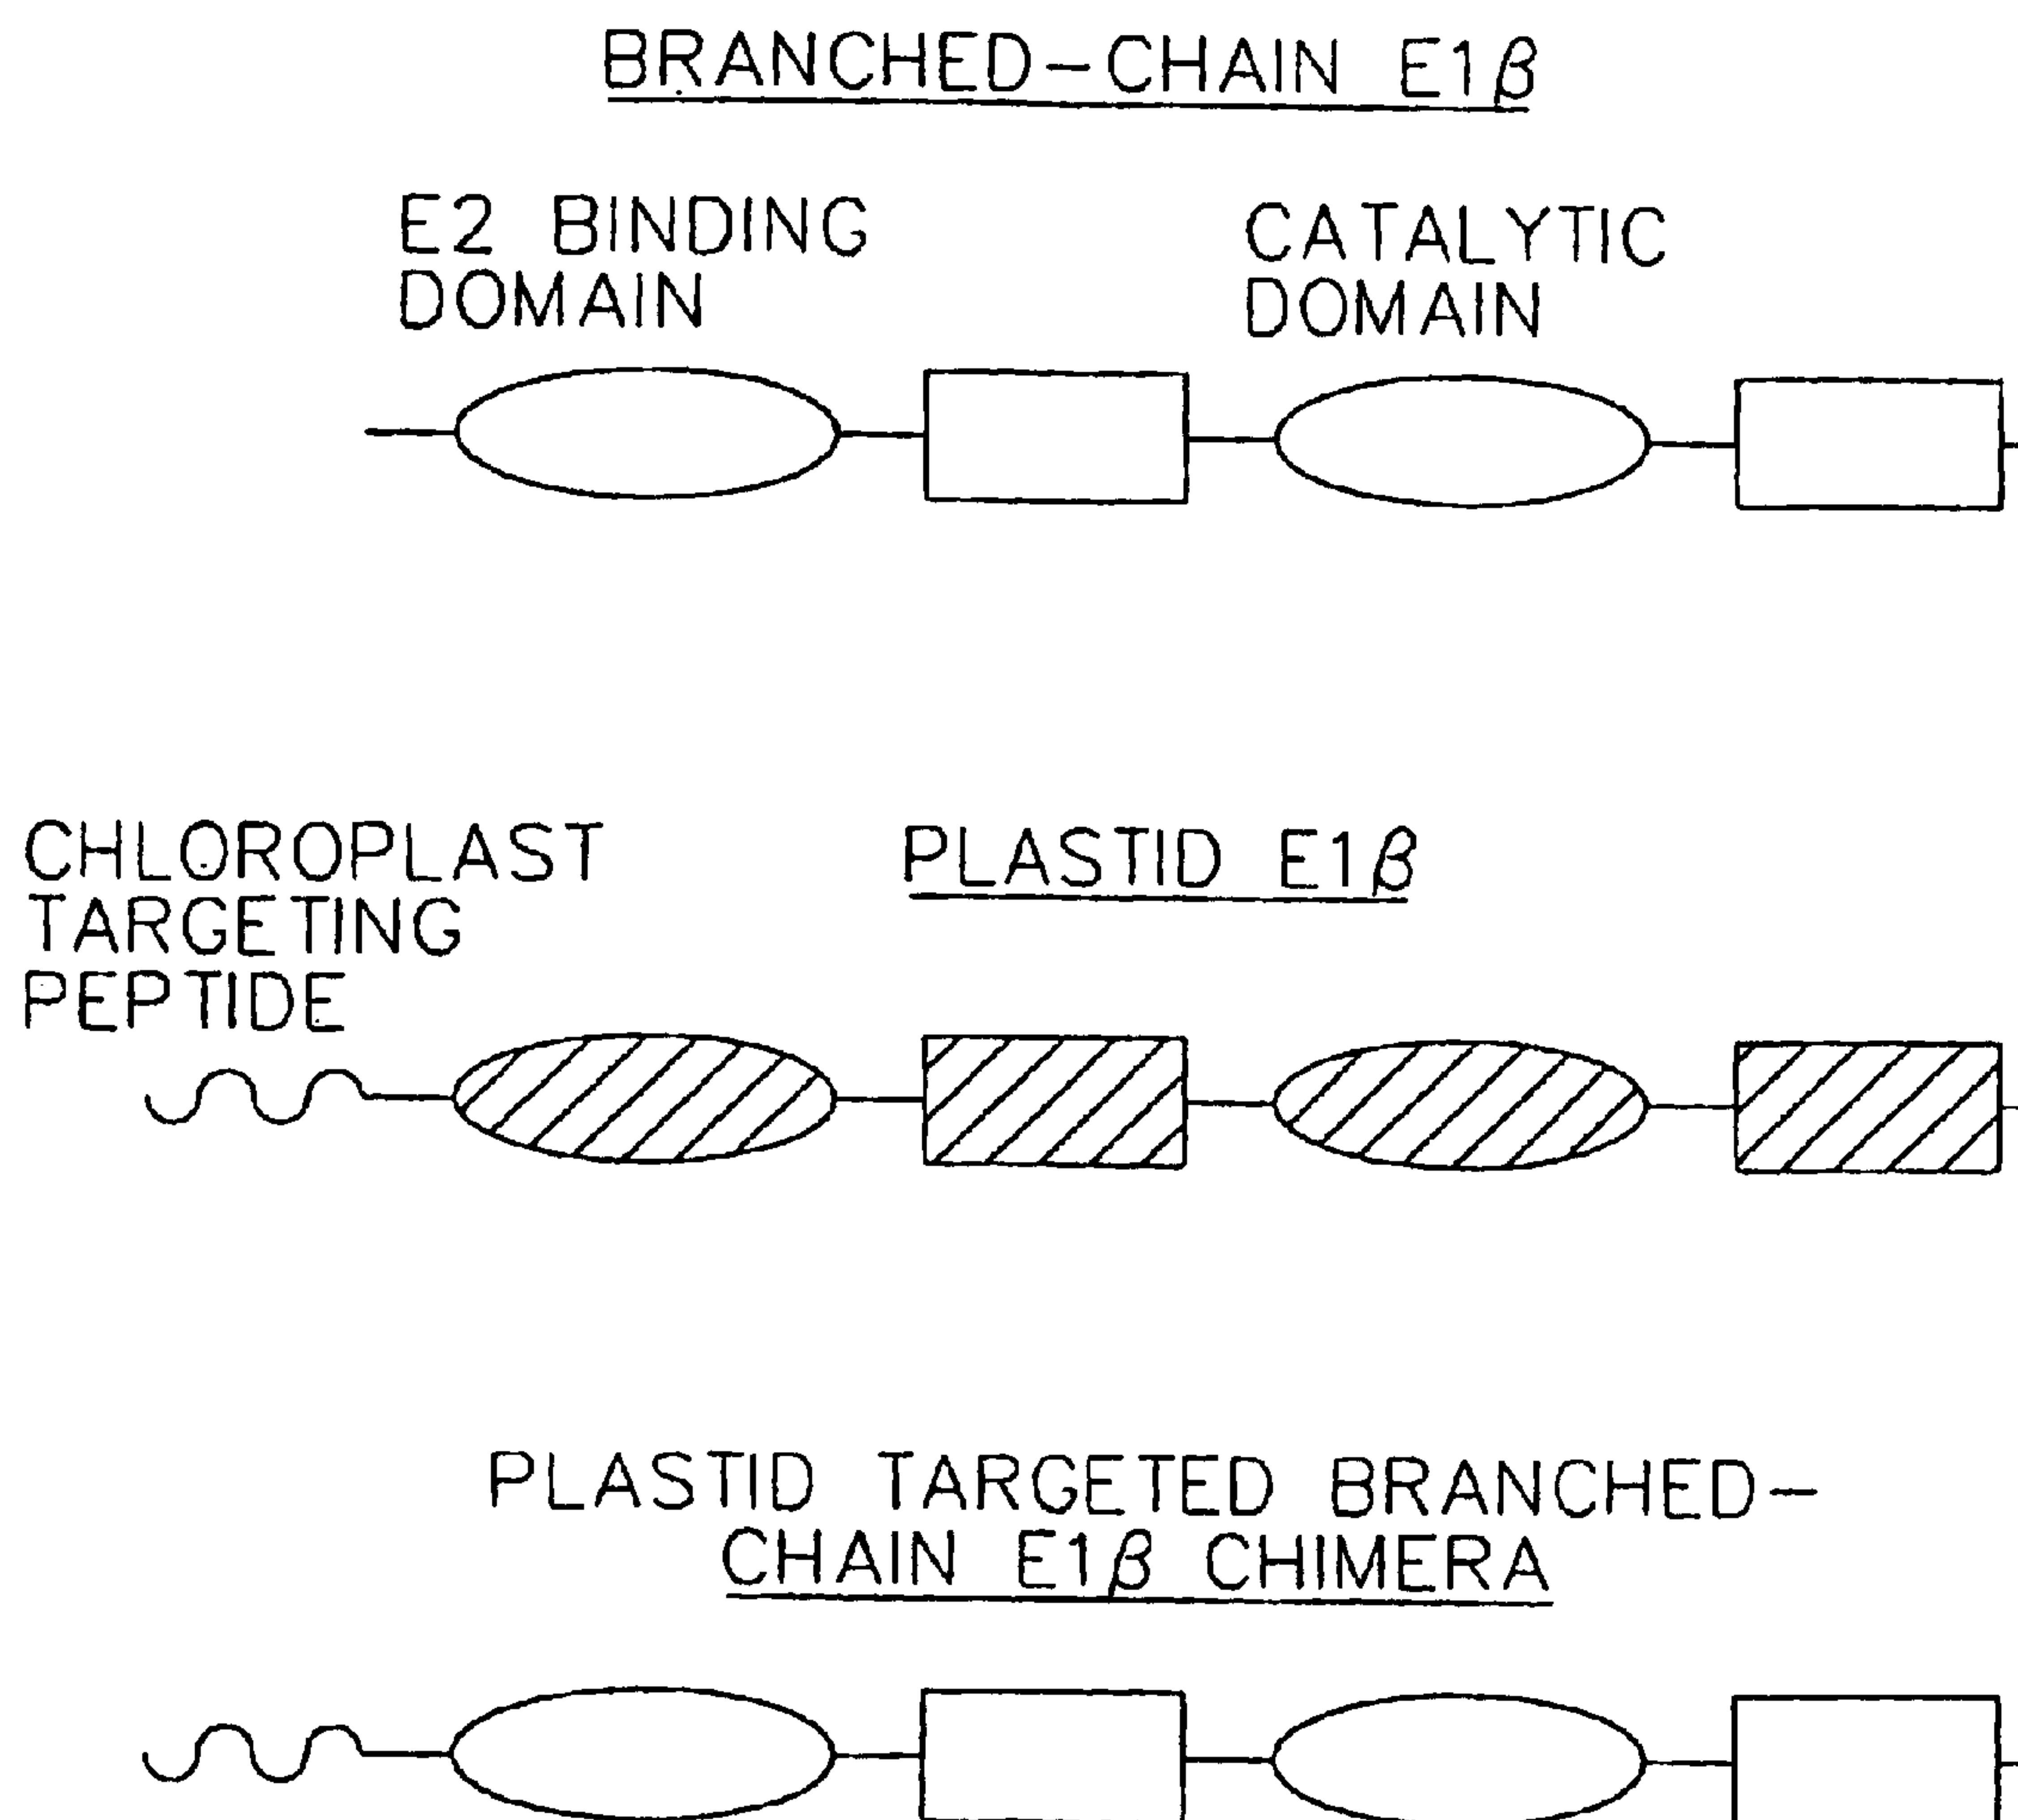 BRANCHED-CHAIN E1β
E2 BINDING
DOMAIN
CATALYTIC
DOMAIN
CHLOROPLAST
TARGETING
PEPTIDE
PLASTID E1β
PLASTID TARGETED BRANCHED-
CHAIN E1β CHIMERA